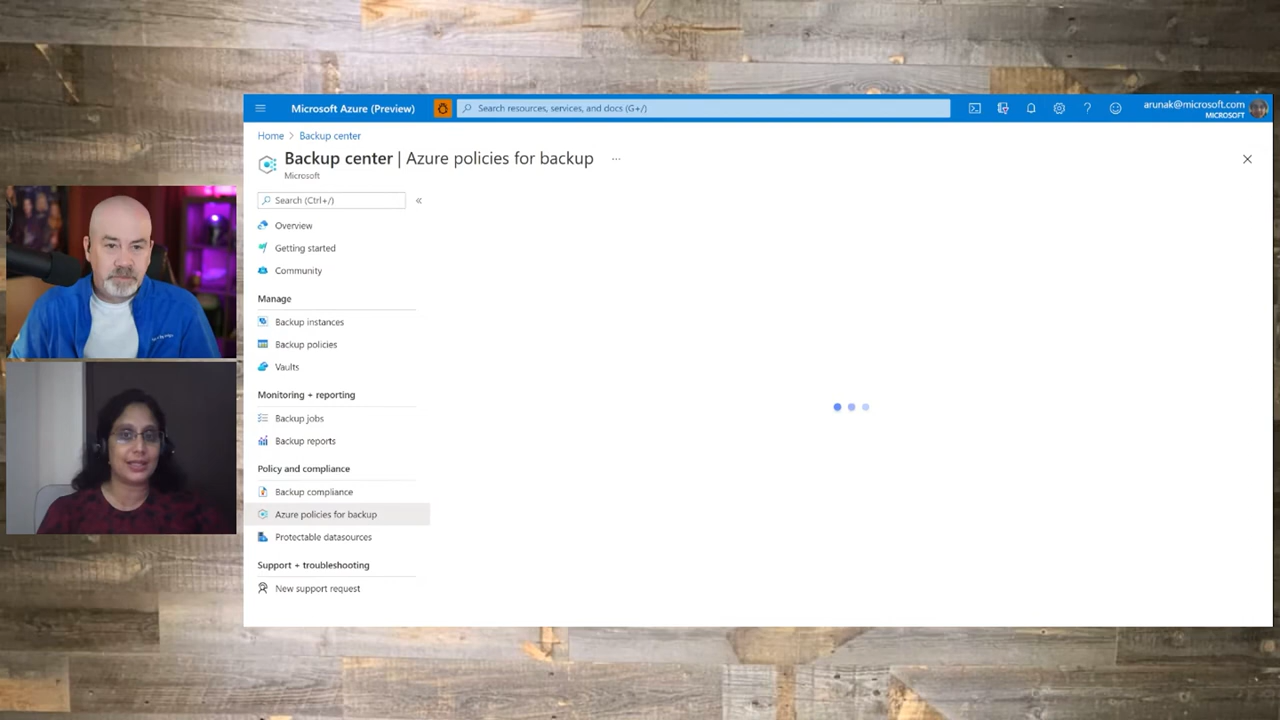 Microsoft Azure (Preview)
Search resources, services, and docs (G+/)
arunak@microsoft.com
MICROSOFT
Home > Backup center
Backup center | Azure policies for backup ...
Microsoft
Search (Ctrl+/)
Overview
Getting started
Community
Manage
Backup instances
Backup policies
Vaults
Monitoring + reporting
Backup jobs
Backup reports
Policy and compliance
Backup compliance
Azure policies for backup
Protectable datasources
Support + troubleshooting
New support request